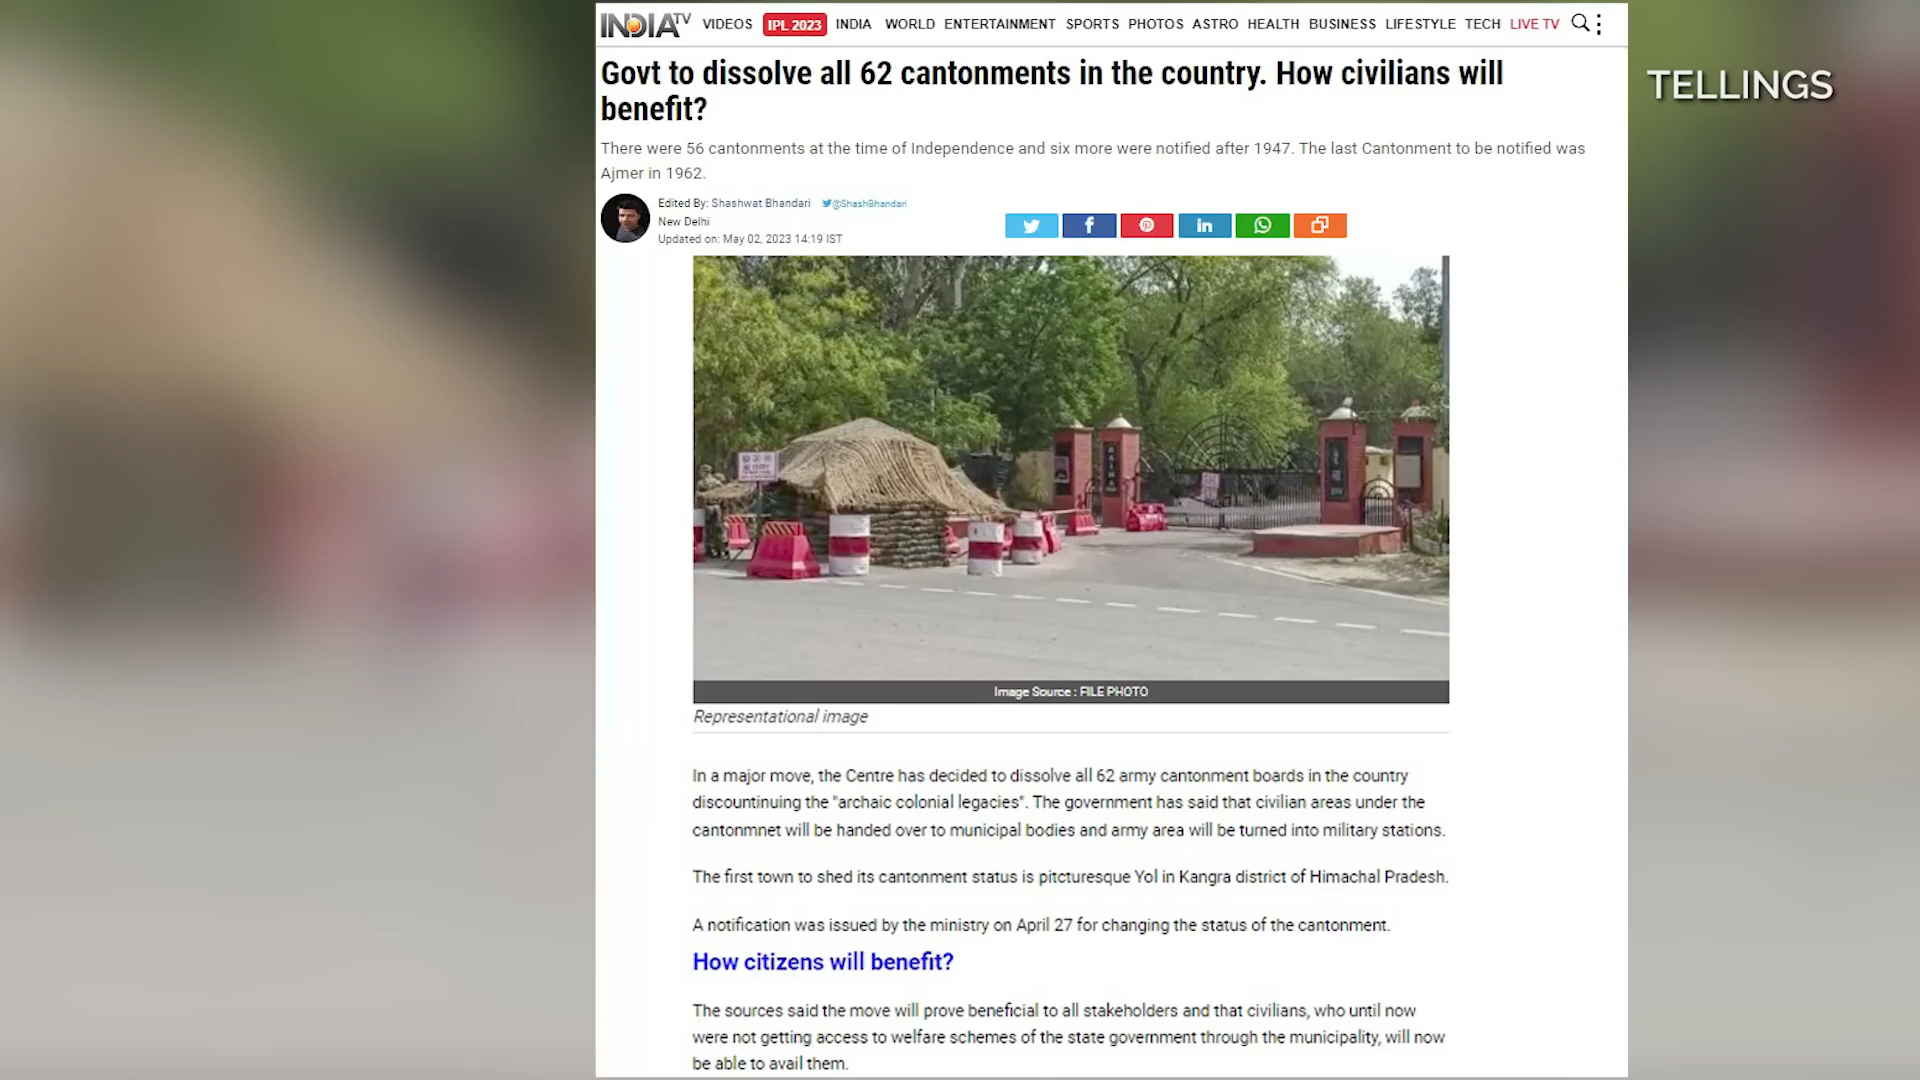 INDIA TV VIDEOS IPL 2023 INDIA WORLD ENTERTAINMENT SPORTS PHOTOS ASTRO HEALTH BUSINESS LIFESTYLE TECH LIVE TV
TELLINGS
Govt to dissolve all 62 cantonments in the country. How civilians will
benefit?
There were 56 cantonments at the time of Independence and six more were notified after 1947. The last Cantonment to be notified was
Ajmer in 1962.
Edited By: Shashwat Bhandari @ShashBhandari
New Delhi
Updated on: May 02, 2023 14:19 IST
Image Source : FILE PHOTO
Representational image
In a major move, the Centre has decided to dissolve all 62 army cantonment boards in the country
discountinuing the "archaic colonial legacies". The government has said that civilian areas under the
cantonmnet will be handed over to municipal bodies and army area will be turned into military stations.
The first town to shed its cantonment status is pitcturesque Yol in Kangra district of Himachal Pradesh.
A notification was issued by the ministry on April 27 for changing the status of the cantonment.
How citizens will benefit?
The sources said the move will prove beneficial to all stakeholders and that civilians, who until now
were not getting access to welfare schemes of the state government through the municipality, will now
be able to avail them.